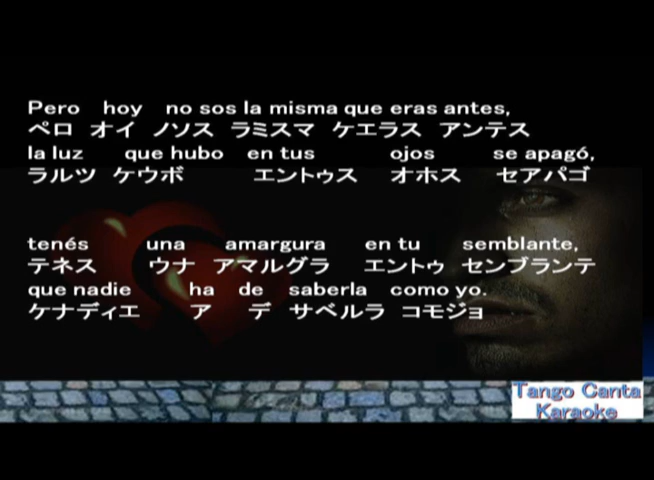 Pero hoy no sos la misma que eras antes,
ペロ オイ ノソス ラミスマ ケエラス アンテス
la luz que hubo en tus ojos se apagó,
ラルツ ケウボ エントゥス オホス セアパゴ
tenés una amargura en tu semblante,
テネス ウナ アマルグラ エントゥ センブランテ
que nadie ha de saberla como yo.
ケナディエ ア デ サベルラ コモジョ
Tango Canta
Karaoke